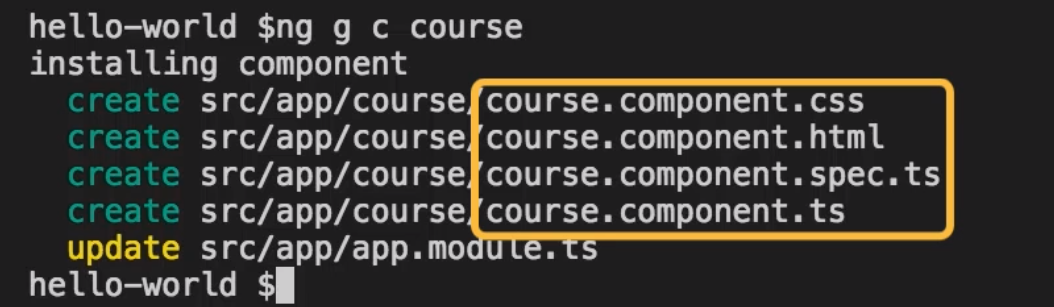 hello-world $ng g c course
installing component
create src/app/course/course.component.css
create src/app/course/course.component.html
create src/app/course/course.component.spec.ts
create src/app/course/course.component.ts
update src/app/app.module.ts
hello-world $